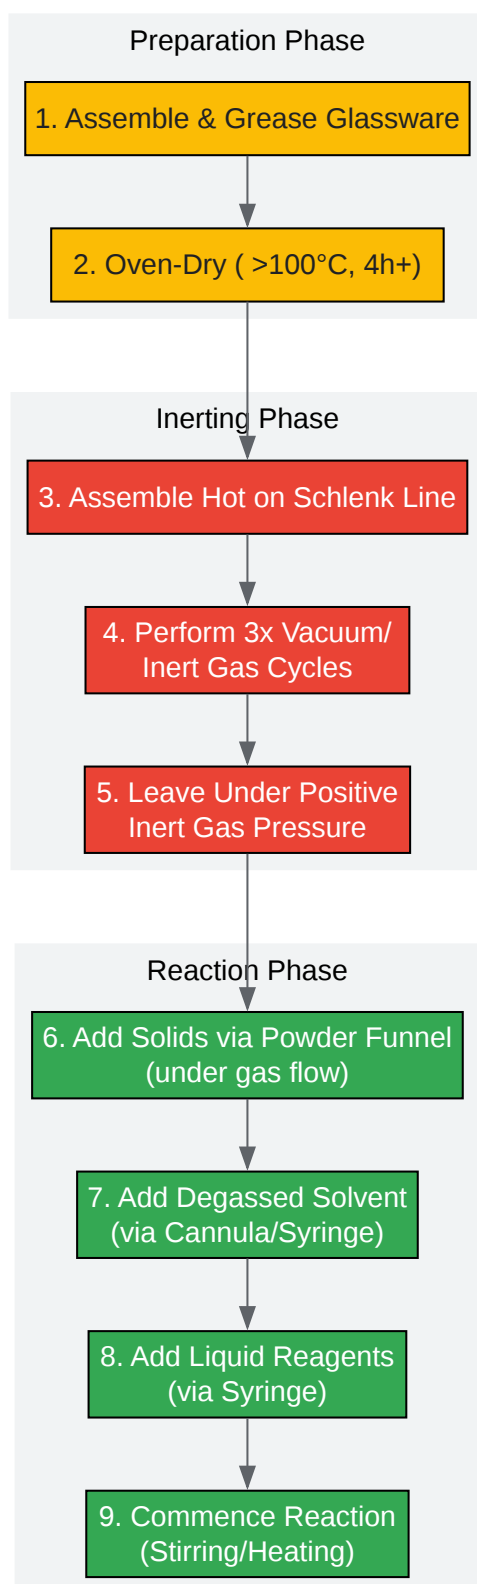 Preparation Phase
1. Assemble & Grease Glassware
2. Oven-Dry ( >100°C, 4h+)
Inerting Phase
3. Assemble Hot on Schlenk Line
4. Perform 3x Vacuum/
Inert Gas Cycles
5. Leave Under Positive
Inert Gas Pressure
Reaction Phase
6. Add Solids via Powder Funnel
(under gas flow)
7. Add Degassed Solvent
(via Cannula/Syringe)
8. Add Liquid Reagents
(via Syringe)
9. Commence Reaction
(Stirring/Heating)